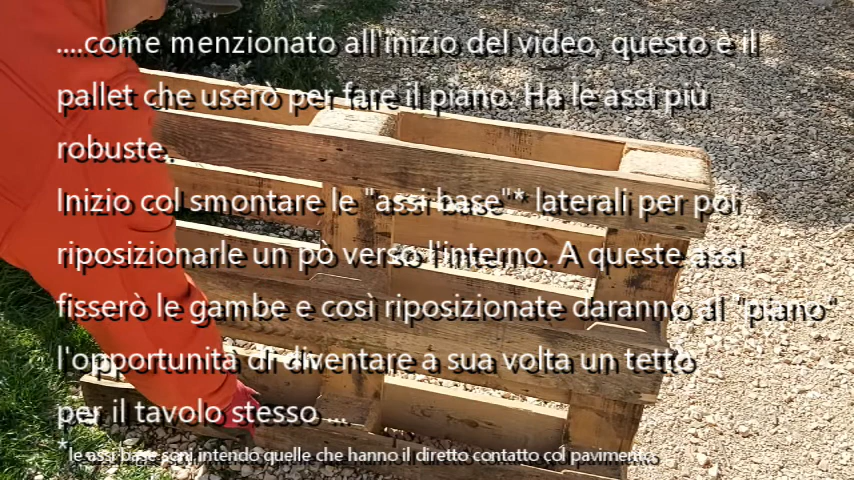 ....come menzionato all'inizio del video, questo è il
pallet che userò per fare il piano. Ha le assi più
robuste.
Inizio col smontare le "assi base"* laterali per poi
riposizionarle un pò verso l'interno. A queste assi
fisserò le gambe e così riposizionate daranno al "piano"
l'opportunità di diventare a sua volta un tetto
per il tavolo stesso ...
*le assi base soni intendo quelle che hanno il diretto contatto col pavimento